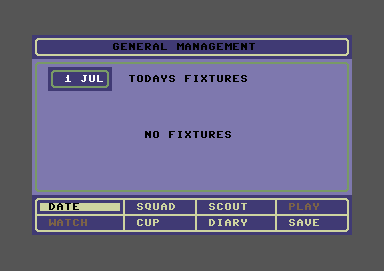 GENERAL MANAGEMENT
1 JUL TODAYS FIXTURES
NO FIXTURES
DATE SQUAD SCOUT PLAY
WATCH CUP DIARY SAVE